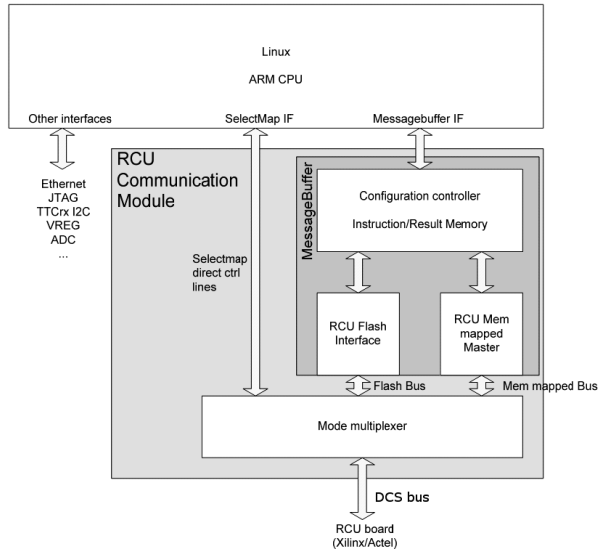 Linux
ARM CPU
Other interfaces
SelectMap IF
Messagebuffer IF
Ethernet
JTAG
TTCrx I2C
VREG
ADC
...
RCU
Communication
Module
MessageBuffer
Configuration controller
Instruction/Result Memory
Selectmap
direct ctrl
lines
RCU Flash
Interface
RCU Mem
mapped
Master
Flash Bus
Mem mapped Bus
Mode multiplexer
DCS bus
RCU board
(Xilinx/Actel)